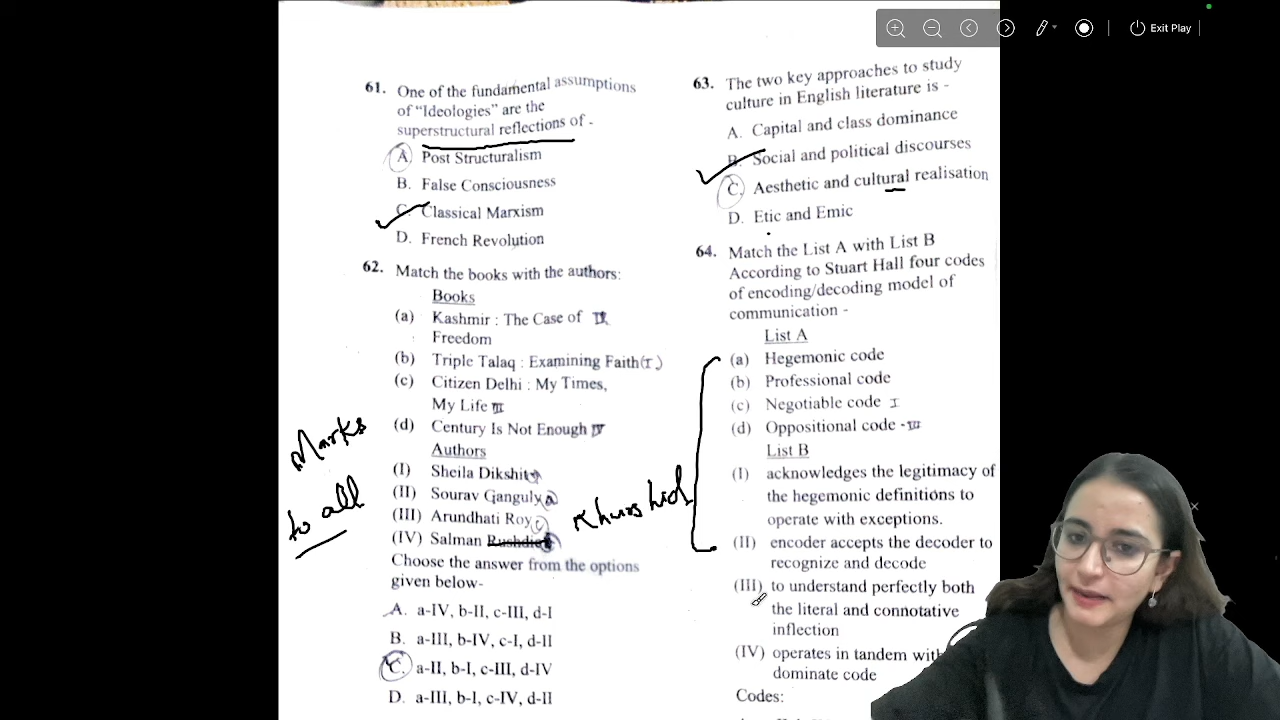 Exit Play
61. One of the fundamental assumptions
of "Ideologies" are the
superstructural reflections of -
A. Post Structuralism
B. False Consciousness
C. Classical Marxism
D. French Revolution
62. Match the books with the authors:
Books
(a) Kashmir : The Case of II
Freedom
(b) Triple Talaq : Examining Faith (I)
(c) Citizen Delhi : My Times,
My Life III
(d) Century Is Not Enough IV
Authors
(I) Sheila Dikshit
(II) Sourav Ganguly a
(III) Arundhati Roy c
(IV) Salman Rushdie
Choose the answer from the options
given below-
A. a-IV, b-II, c-III, d-I
B. a-III, b-IV, c-I, d-II
C. a-II, b-I, c-III, d-IV
D. a-III, b-I, c-IV, d-II
Marks
to all
Khurshid
63. The two key approaches to study
culture in English literature is -
A. Capital and class dominance
B. Social and political discourses
C. Aesthetic and cultural realisation
D. Etic and Emic
64. Match the List A with List B
According to Stuart Hall four codes
of encoding/decoding model of
communication -
List A
(a) Hegemonic code
(b) Professional code
(c) Negotiable code I
(d) Oppositional code - III
List B
(I) acknowledges the legitimacy of
the hegemonic definitions to
operate with exceptions.
(II) encoder accepts the decoder to
recognize and decode
(III) to understand perfectly both
the literal and connotative
inflection
(IV) operates in tandem with
dominate code
Codes: